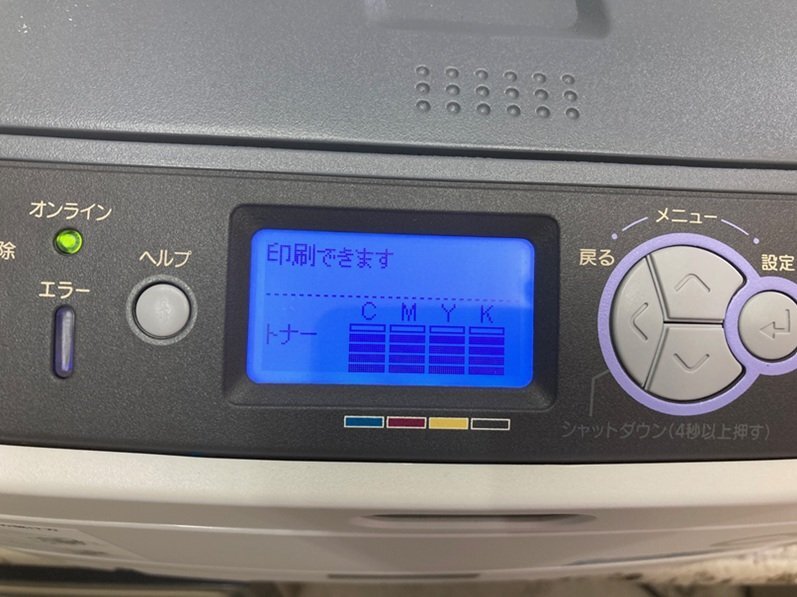 オンライン
除
エラー
ヘルプ
印刷できます
C M Y K
トナー
メニュー
戻る
設定
シャットダウン(4秒以上押す)